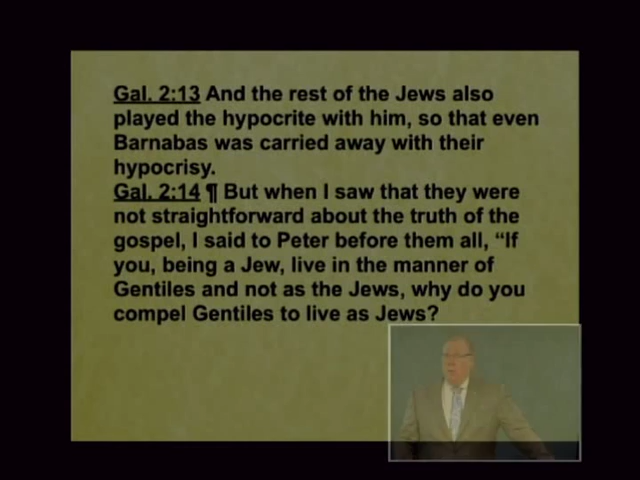 Gal. 2:13 And the rest of the Jews also
played the hypocrite with him, so that even
Barnabas was carried away with their
hypocrisy.
Gal. 2:14 ¶ But when I saw that they were
not straightforward about the truth of the
gospel, I said to Peter before them all, “If
you, being a Jew, live in the manner of
Gentiles and not as the Jews, why do you
compel Gentiles to live as Jews?